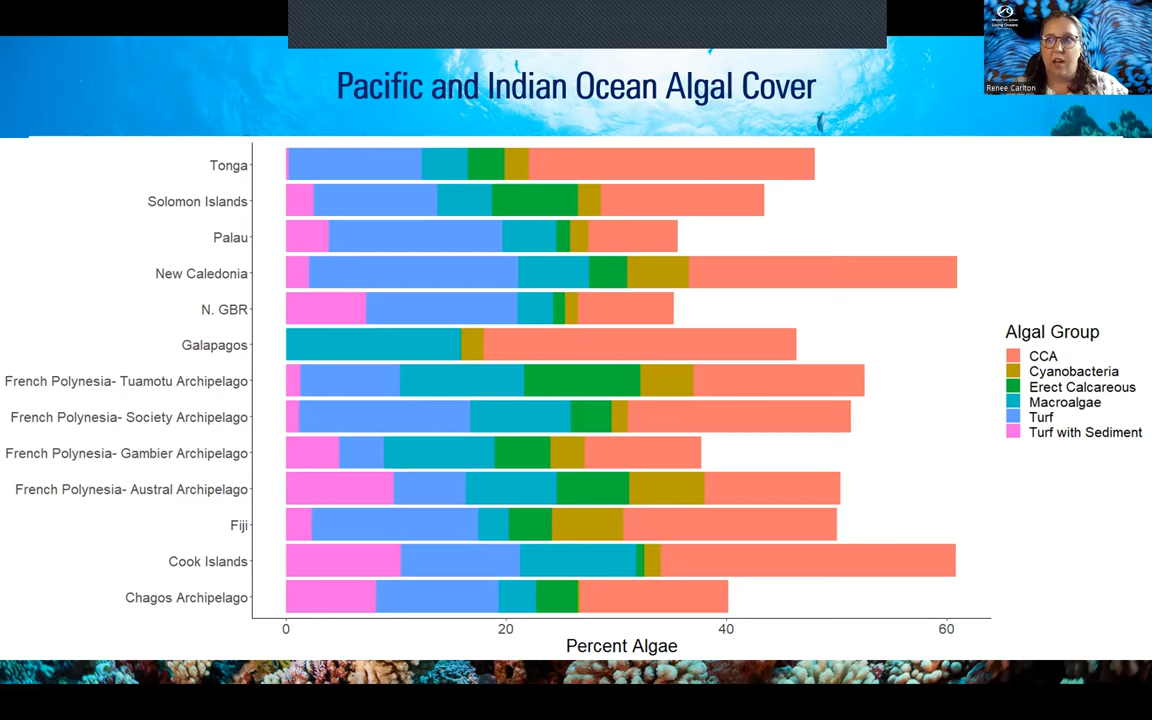 Pacific and Indian Ocean Algal Cover
Living Oceans
Renee Carlton
Tonga
Solomon Islands
Palau
New Caledonia
N. GBR
Galapagos
French Polynesia- Tuamotu Archipelago
French Polynesia- Society Archipelago
French Polynesia- Gambier Archipelago
French Polynesia- Austral Archipelago
Fiji
Cook Islands
Chagos Archipelago
0
20
40
60
Percent Algae
Algal Group
CCA
Cyanobacteria
Erect Calcareous
Macroalgae
Turf
Turf with Sediment